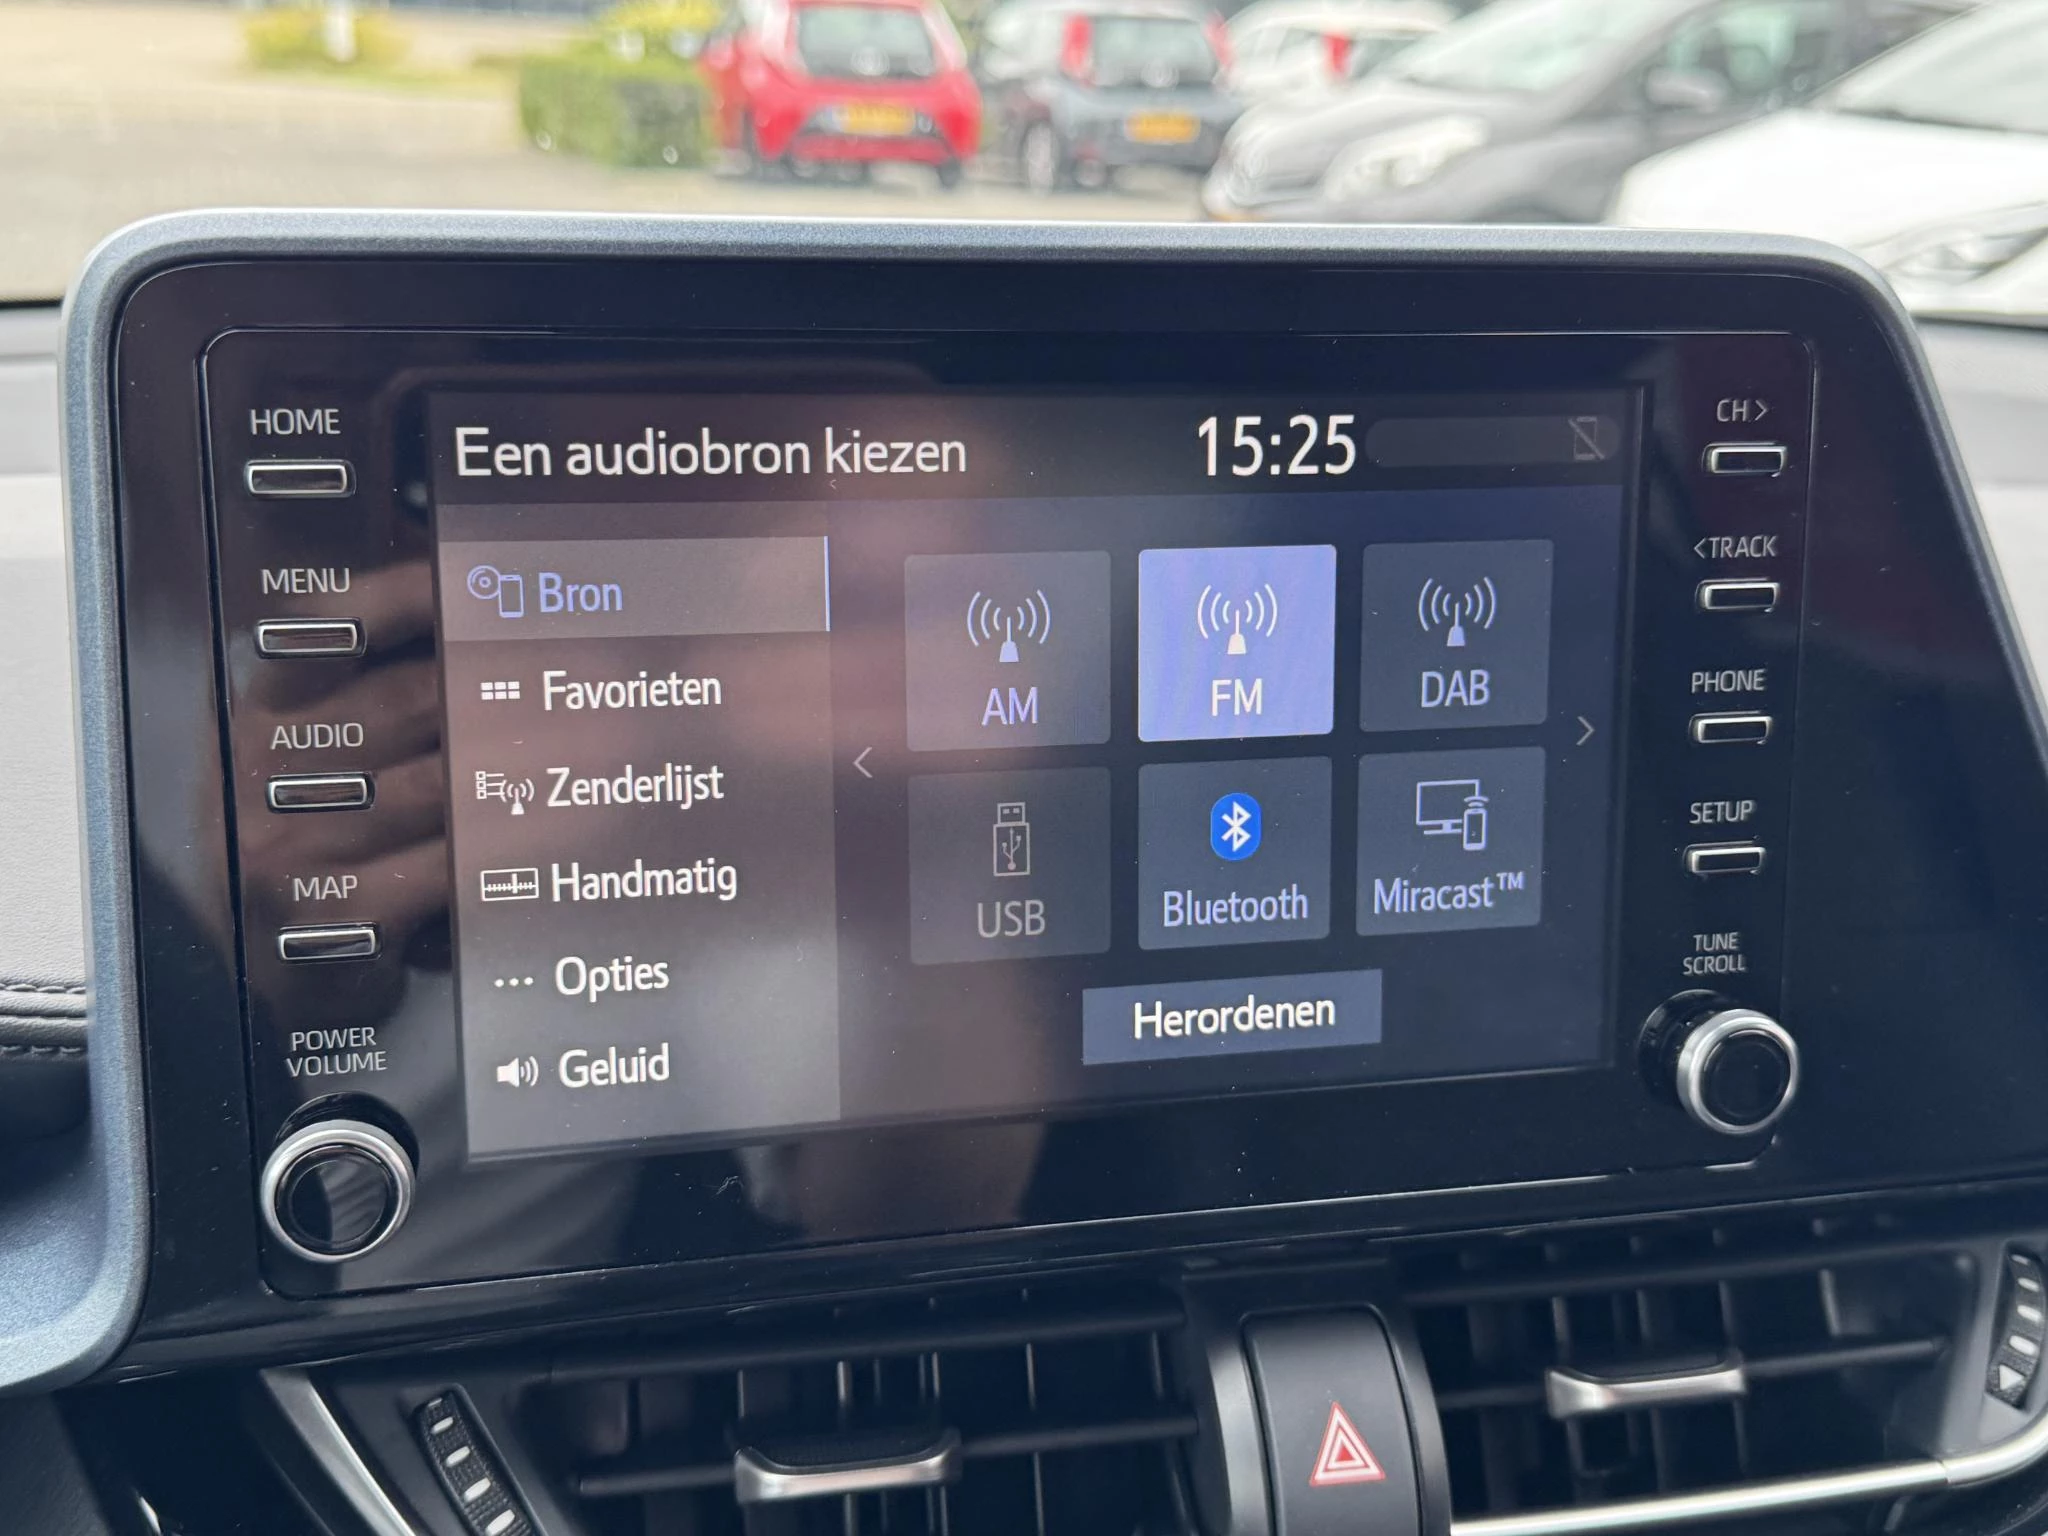 HOME
MENU
AUDIO
MAP
POWER
VOLUME
Een audiobron kiezen
15:25
Bron
Favorieten
Zenderlijst
Handmatig
Opties
Geluid
AM
FM
DAB
USB
Bluetooth
Miracast™
Herordenen
CH>
<TRACK
PHONE
SETUP
TUNE
SCROLL